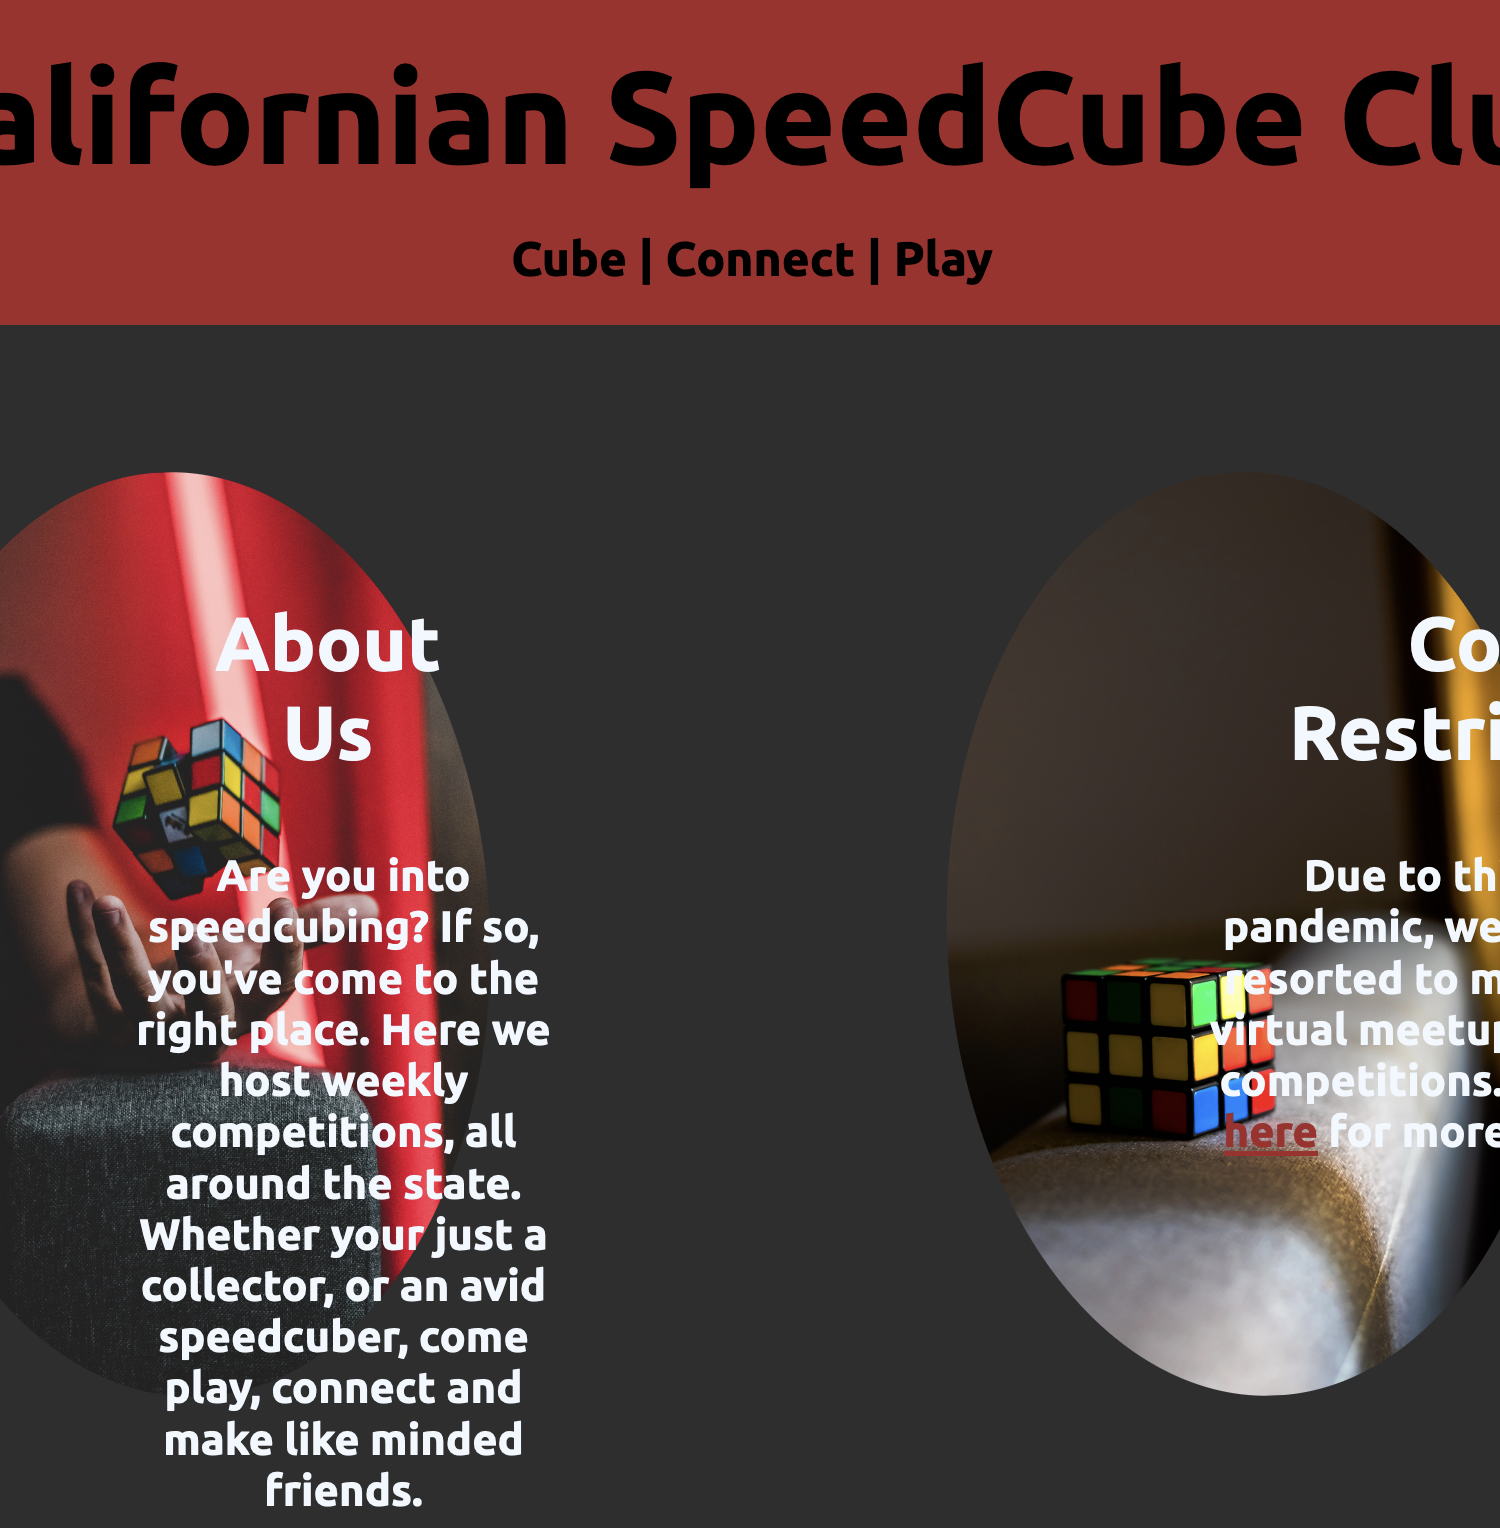 alifornian SpeedCube Clu
Cube | Connect | Play
About
Us
Are you into
speedcubing? If so,
you've come to the
right place. Here we
host weekly
competitions, all
around the state.
Whether your just a
collector, or an avid
speedcuber, come
play, connect and
make like minded
friends.
Co
Restri
Due to th
pandemic, we
resorted to m
virtual meetup
competitions.
here for more